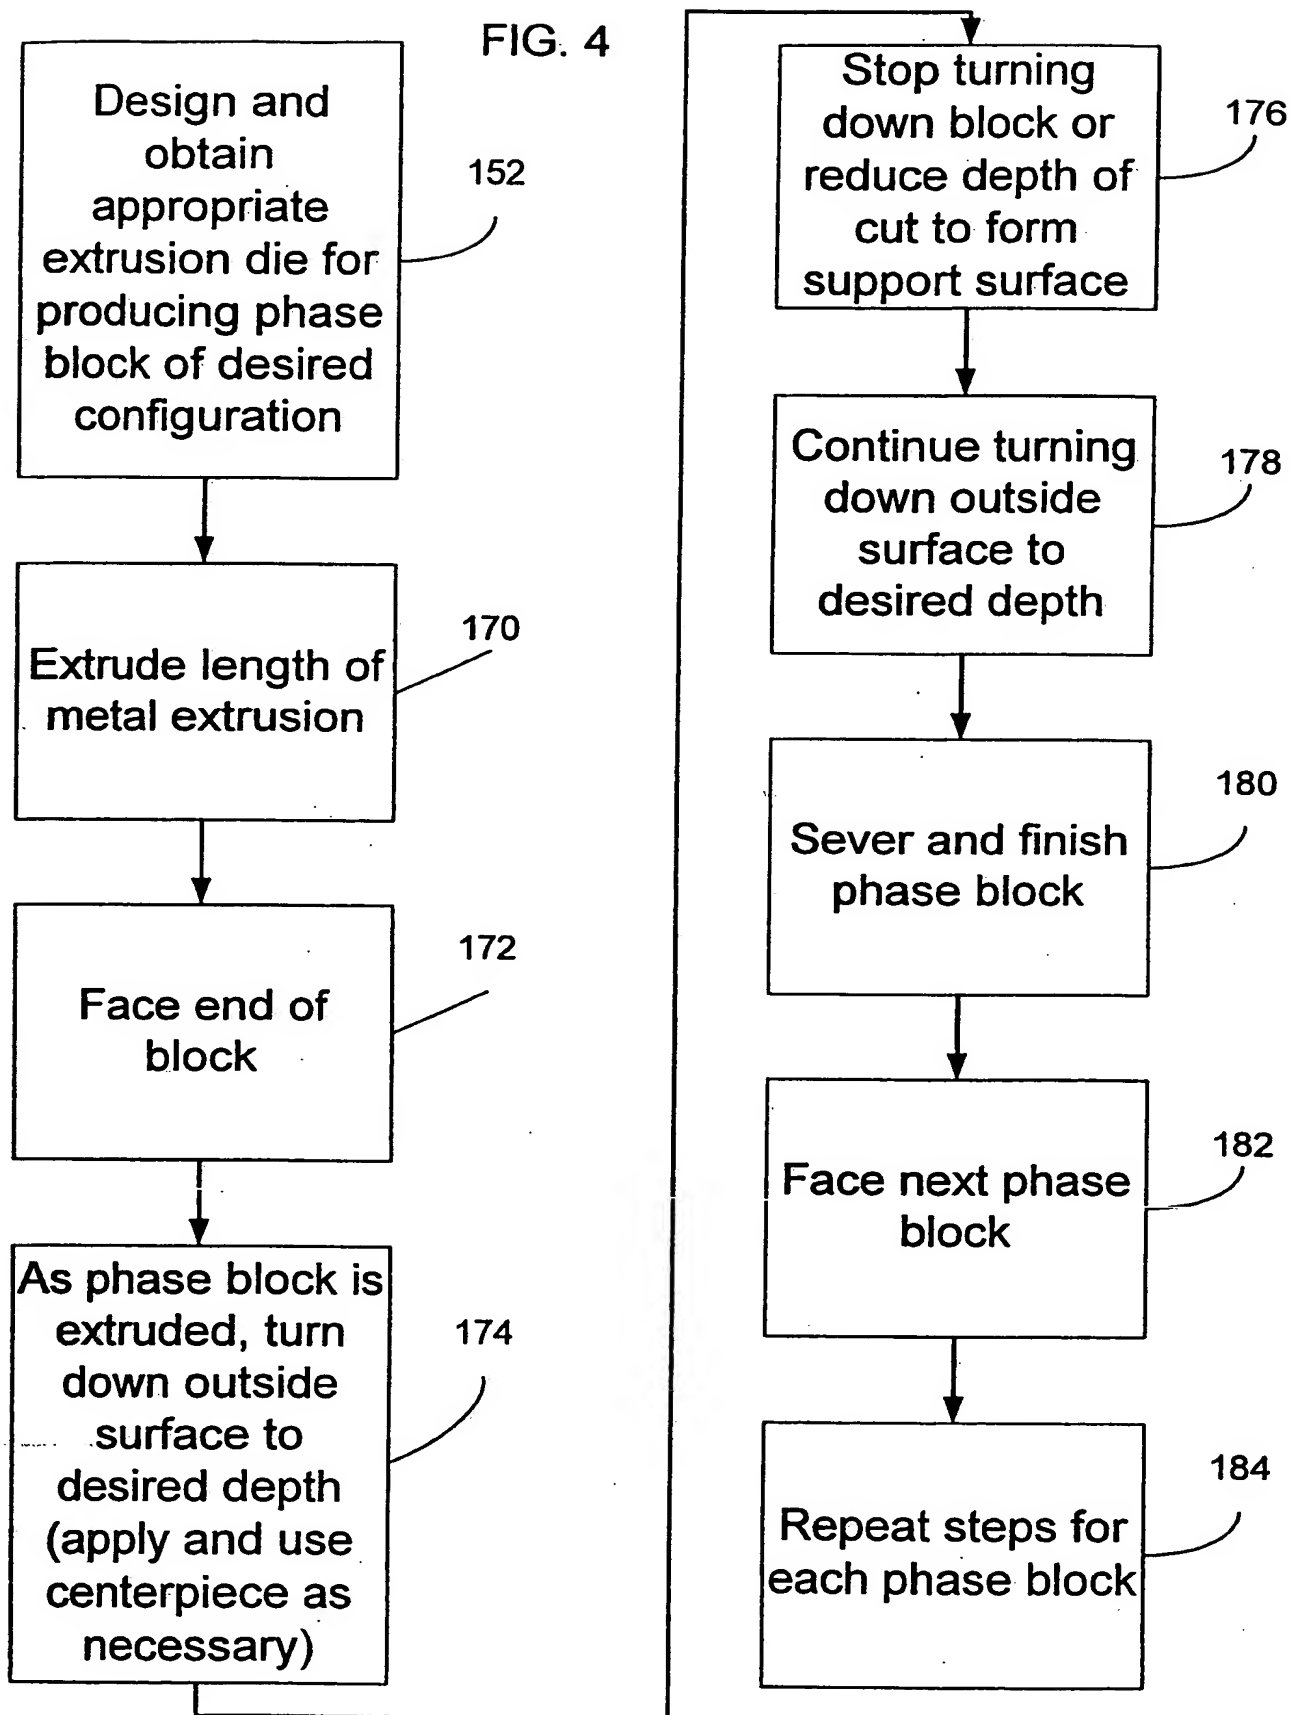 FIG. 4
Design and
obtain
appropriate
extrusion die for
producing phase
block of desired
configuration
152
Extrude length of
metal extrusion
170
Face end of
block
172
As phase block is
extruded, turn
down outside
surface to
desired depth
(apply and use
centerpiece as
necessary)
174
Stop turning
down block or
reduce depth of
cut to form
support surface
176
Continue turning
down outside
surface to
desired depth
178
Sever and finish
phase block
180
Face next phase
block
182
Repeat steps for
each phase block
184